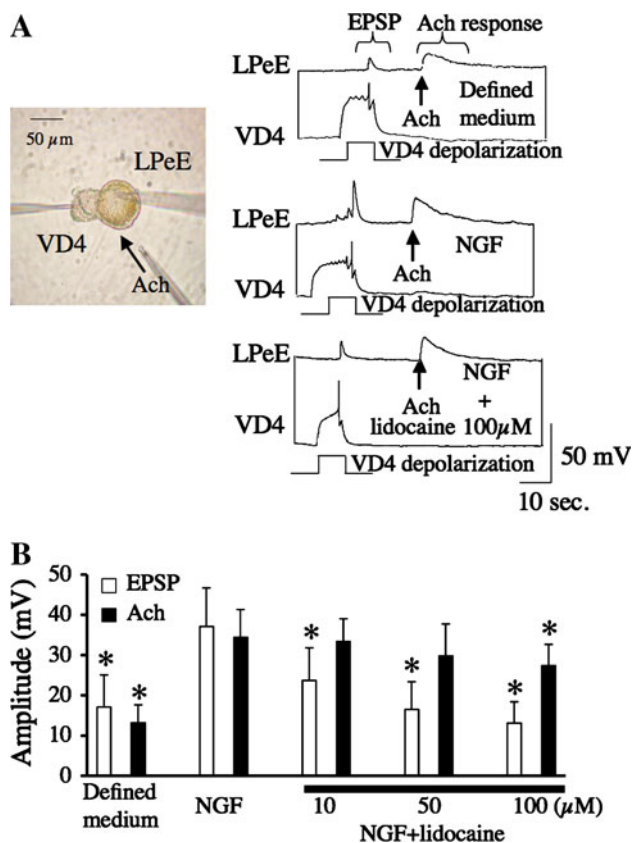 A
50 µm
LPeE
VD4
Ach
EPSP
Ach response
LPeE
Ach
Defined
medium
VD4
VD4 depolarization
LPeE
NGF
Ach
VD4
VD4 depolarization
LPeE
NGF
+
Ach
lidocaine 100µM
VD4
VD4 depolarization
50 mV
10 sec.
B
Amplitude (mV)
50
40
30
20
10
0
EPSP
Ach
* * * * * *
Defined
medium
NGF
10 50 100 (µM)
NGF+lidocaine